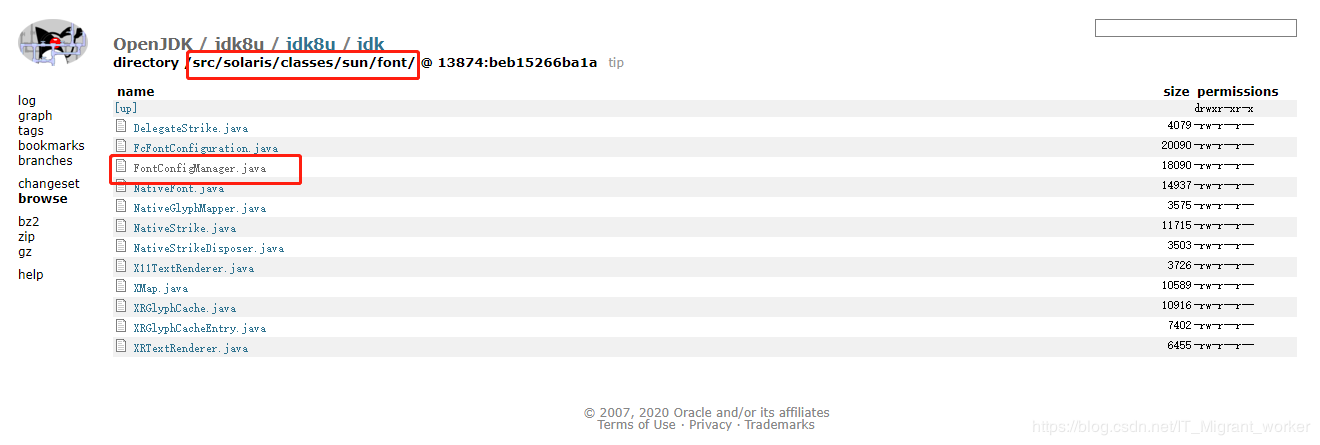 OpenJDK / jdk8u / jdk8u / jdk
directory /src/solaris/classes/sun/font/ @ 13874:beb15266ba1a tip
log
graph
tags
bookmarks
branches
changeset
browse
bz2
zip
gz
help
name size permissions
[up] drwxr-xr-x
DelegateStrike.java 4079 -rw-r--r--
FcFontConfiguration.java 20090 -rw-r--r--
FontConfigManager.java 18090 -rw-r--r--
NativeFont.java 14937 -rw-r--r--
NativeGlyphMapper.java 3575 -rw-r--r--
NativeStrike.java 11715 -rw-r--r--
NativeStrikeDisposer.java 3503 -rw-r--r--
X11TextRenderer.java 3726 -rw-r--r--
XMap.java 10589 -rw-r--r--
XRGlyphCache.java 10916 -rw-r--r--
XRGlyphCacheEntry.java 7402 -rw-r--r--
XRTextRenderer.java 6455 -rw-r--r--
© 2007, 2020 Oracle and/or its affiliates
Terms of Use · Privacy · Trademarks
https://blog.csdn.net/IT_Migrant_worker